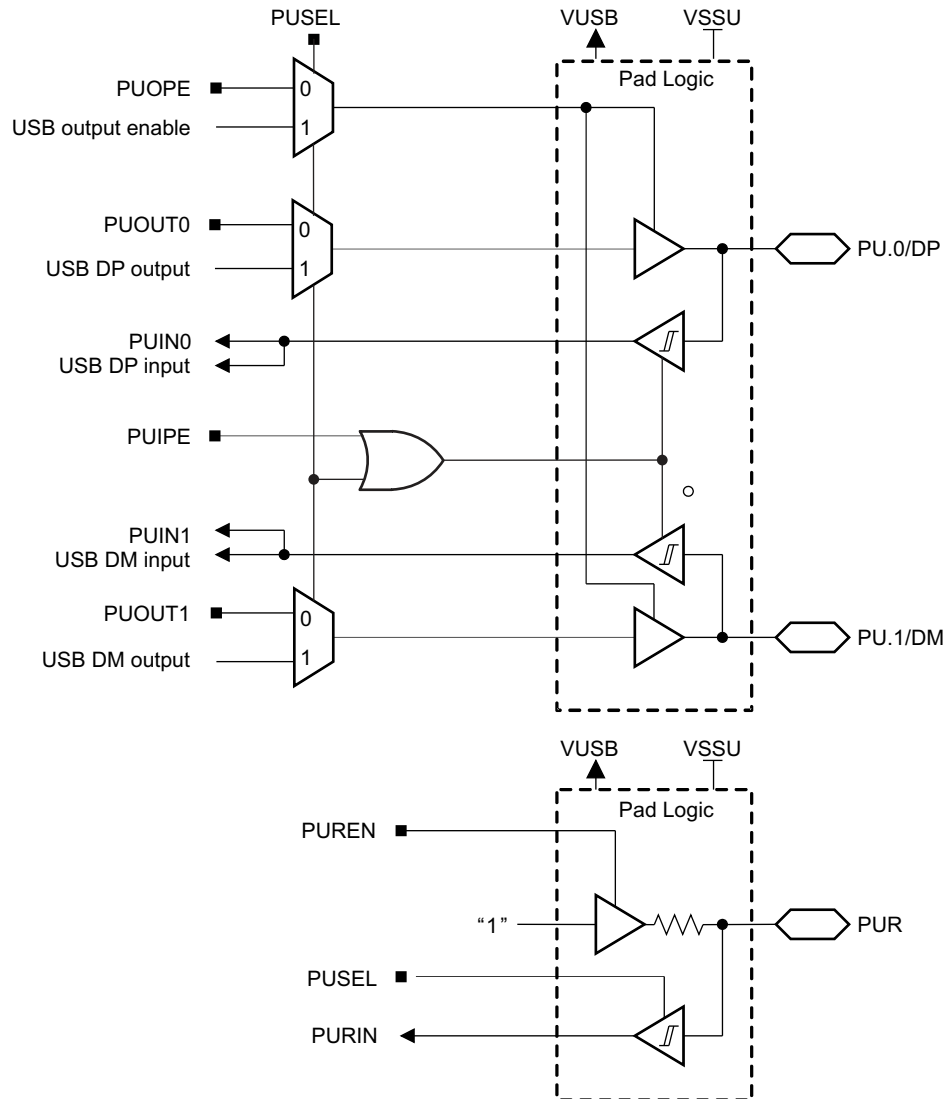 PUSEL
VUSB
VSSU
Pad Logic
PUOPE
0
USB output enable
1
PUOUT0
0
USB DP output
1
PU.0/DP
PUIN0
USB DP input
PUIPE
PUIN1
USB DM input
PUOUT1
0
USB DM output
1
PU.1/DM
VUSB
VSSU
Pad Logic
PUREN
“1”
PUR
PUSEL
PURIN